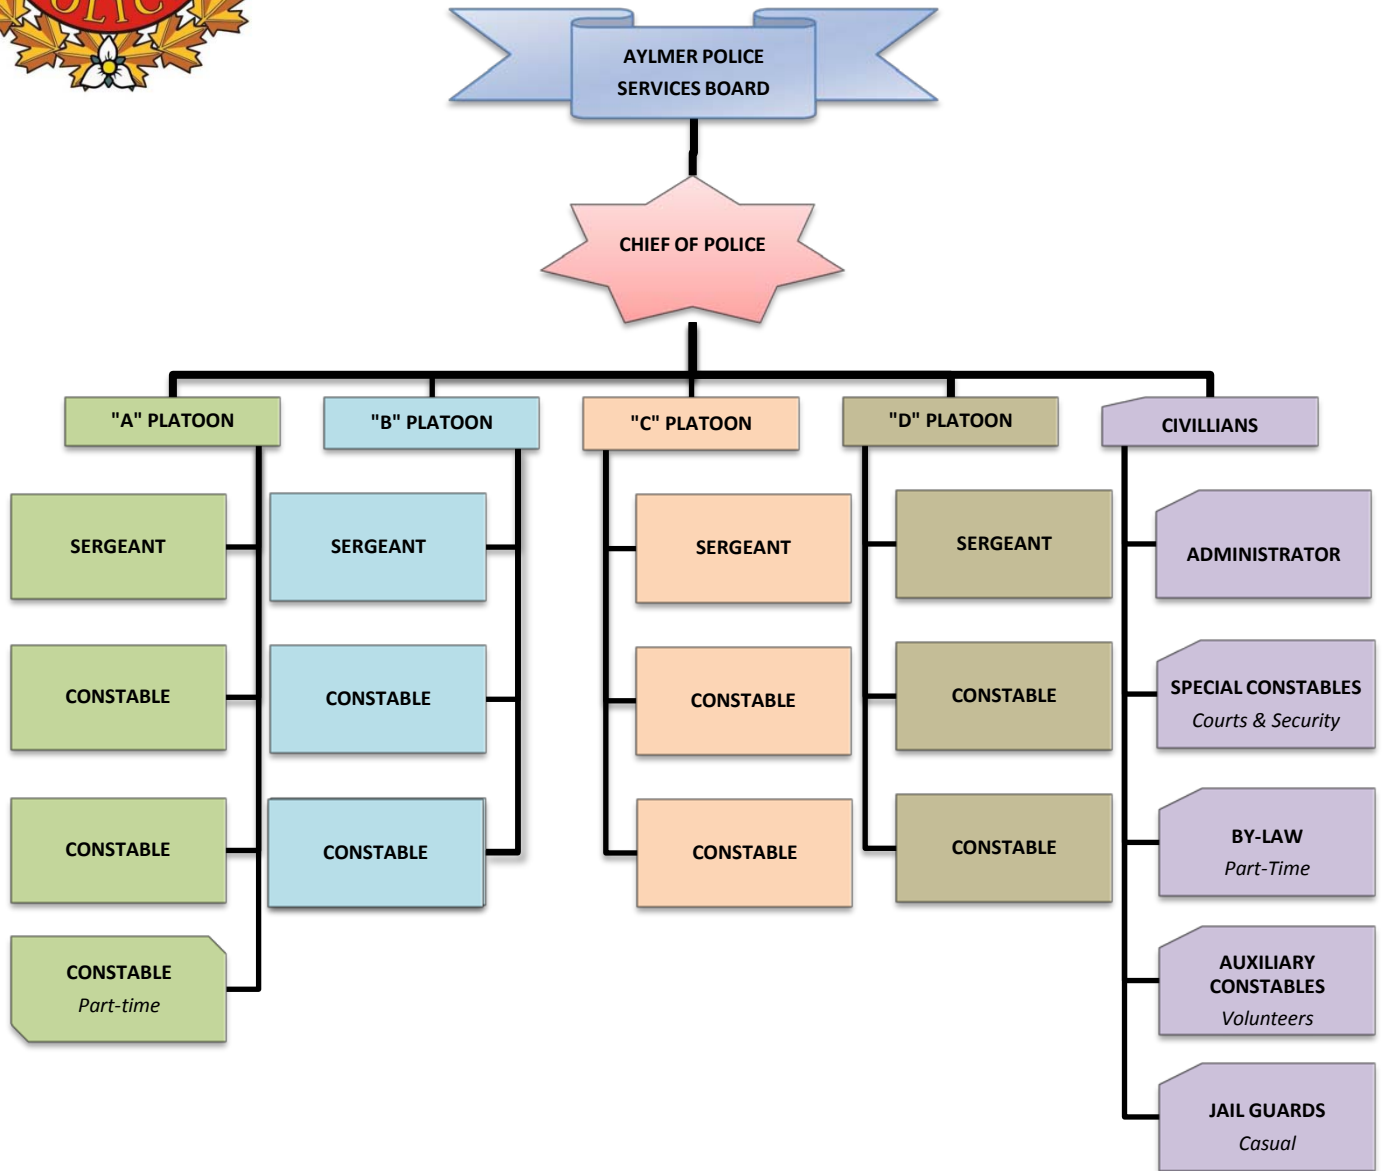 OLIC
AYLMER POLICE
SERVICES BOARD
CHIEF OF POLICE
"A" PLATOON
"B" PLATOON
"C" PLATOON
"D" PLATOON
CIVILLIANS
SERGEANT
SERGEANT
SERGEANT
SERGEANT
ADMINISTRATOR
CONSTABLE
CONSTABLE
CONSTABLE
CONSTABLE
SPECIAL CONSTABLES
Courts & Security
CONSTABLE
CONSTABLE
CONSTABLE
CONSTABLE
BY-LAW
Part-Time
CONSTABLE
Part-time
AUXILIARY
CONSTABLES
Volunteers
JAIL GUARDS
Casual